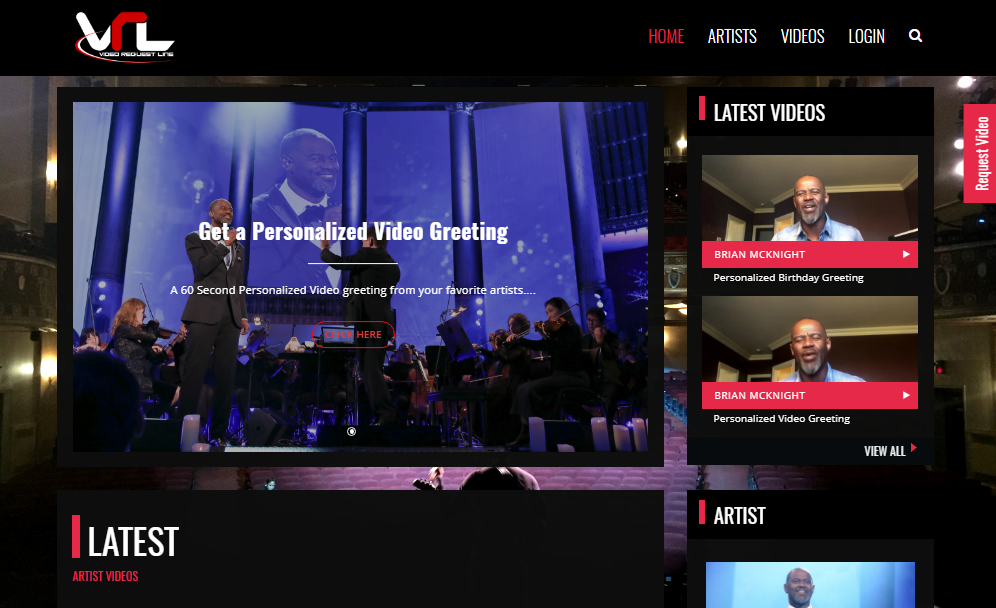 VRL
VIDEO REQUEST LINE
HOME
ARTISTS
VIDEOS
LOGIN
Get a Personalized Video Greeting
A 60 Second Personalized Video greeting from your favorite artists....
CLICK HERE
LATEST VIDEOS
BRIAN MCKNIGHT
Personalized Birthday Greeting
BRIAN MCKNIGHT
Personalized Video Greeting
VIEW ALL
Request Video
LATEST
ARTIST VIDEOS
ARTIST